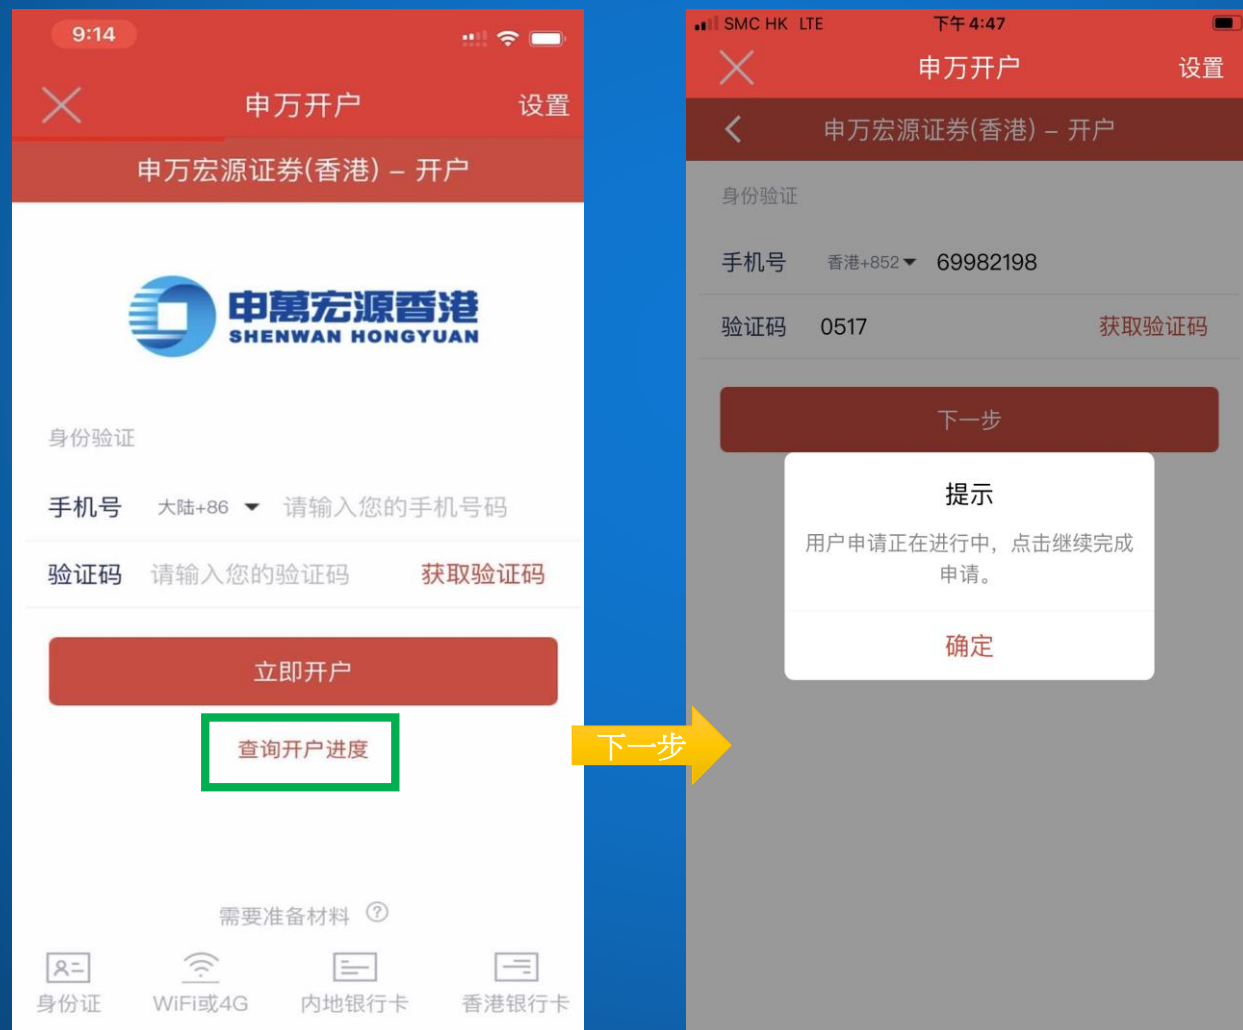 9:14
申万开户
设置
申万宏源证券(香港) – 开户
申萬宏源香港
SHENWAN HONGYUAN
身份验证
手机号 大陆+86 请输入您的手机号码
验证码 请输入您的验证码 获取验证码
立即开户
查询开户进度
需要准备材料 ?
身份证 WiFi或4G 内地银行卡 香港银行卡
下一步
SMC HK LTE 下午4:47
申万开户 设置
申万宏源证券(香港) – 开户
身份验证
手机号 香港+852 69982198
验证码 0517 获取验证码
下一步
提示
用户申请正在进行中，点击继续完成
申请。
确定